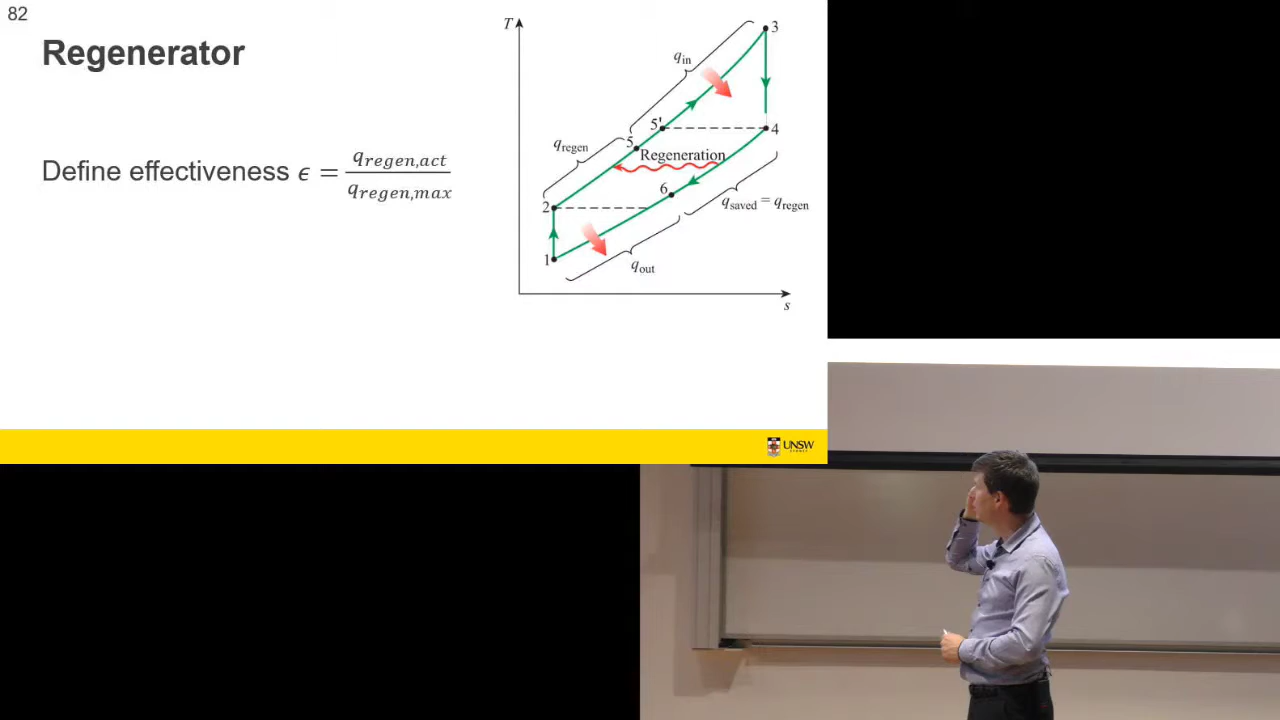 82
Regenerator
Define effectiveness ϵ = q_regen,act / q_regen,max
T
3
q_in
5'
4
5
q_regen
Regeneration
6
2
q_saved = q_regen
1
q_out
s
UNSW
SYDNEY